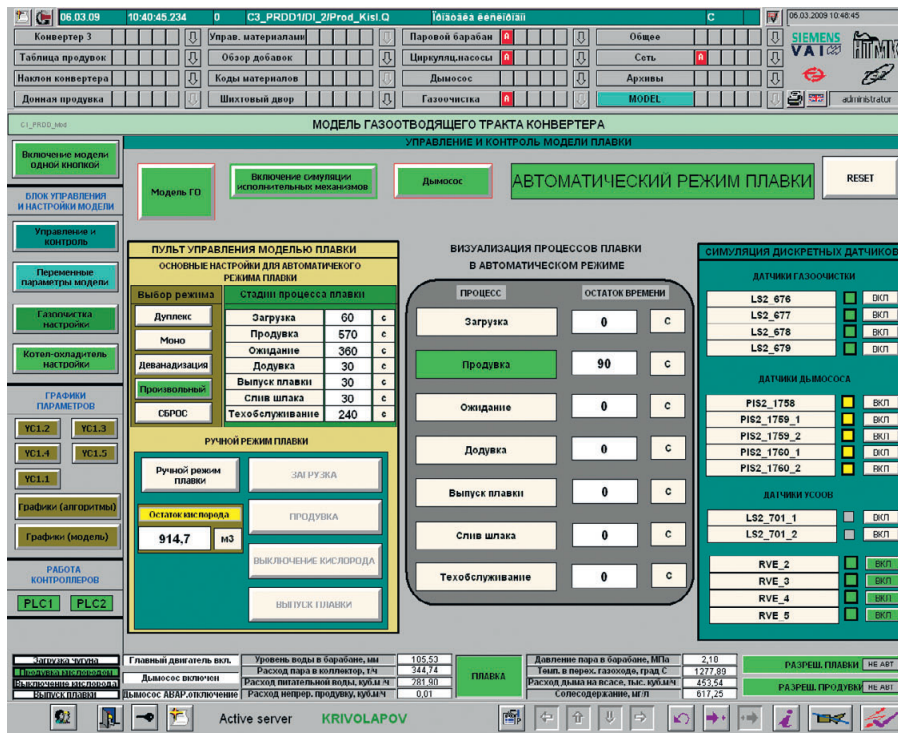 06.03.09 10:40:45.234 0 C3_PRDD1/DI_2/Prod_Kisl.Q Ïðîäóâêà êèñëîðîäîì C 06.03.2009 10:48:45
Конвертер 3 Управ. материалами Паровой барабан A Общее
SIEMENS
VAI
НТМК
Таблица продувок Обзор добавок Циркуляц.насосы A Сеть A
Наклон конвертера Коды материалов Дымосос Архивы
Донная продувка Шихтовый двор Газоочистка A MODEL administrator
C1_PRDD_Mod МОДЕЛЬ ГАЗООТВОДЯЩЕГО ТРАКТА КОНВЕРТЕРА
УПРАВЛЕНИЕ И КОНТРОЛЬ МОДЕЛИ ПЛАВКИ
Включение модели
одной кнопкой
БЛОК УПРАВЛЕНИЯ
И НАСТРОЙКИ МОДЕЛИ
Управление и
контроль
Переменные
параметры модели
Газоочистка
настройки
Котел-охладитель
настройки
ГРАФИКИ
ПАРАМЕТРОВ
YC1.2 YC1.3
YC1.4 YC1.5
YC1.1
Графики (алгоритмы)
Графики (модель)
РАБОТА
КОНТРОЛЛЕРОВ
PLC1 PLC2
Модель ГО
Включение симуляции
исполнительных механизмов
Дымосос
АВТОМАТИЧЕСКИЙ РЕЖИМ ПЛАВКИ
RESET
ПУЛЬТ УПРАВЛЕНИЯ МОДЕЛЬЮ ПЛАВКИ
ОСНОВНЫЕ НАСТРОЙКИ ДЛЯ АВТОМАТИЧЕКОГО
РЕЖИМА ПЛАВКИ
Выбор режима
Дуплекс
Моно
Деванадизация
Произвольный
СБРОС
Стадии процесса плавки
Загрузка 60 с
Продувка 570 с
Ожидание 360 с
Додувка 30 с
Выпуск плавки 30 с
Слив шлака 30 с
Техобслуживание 240 с
РУЧНОЙ РЕЖИМ ПЛАВКИ
Ручной режим
плавки
Остаток кислорода
914,7 м3
ЗАГРУЗКА
ПРОДУВКА
ВЫКЛЮЧЕНИЕ КИСЛОРОДА
ВЫПУСК ПЛАВКИ
ВИЗУАЛИЗАЦИЯ ПРОЦЕССОВ ПЛАВКИ
В АВТОМАТИЧЕСКОМ РЕЖИМЕ
ПРОЦЕСС ОСТАТОК ВРЕМЕНИ
Загрузка 0 с
Продувка 90 с
Ожидание 0 с
Додувка 0 с
Выпуск плавки 0 с
Слив шлака 0 с
Техобслуживание 0 с
СИМУЛЯЦИЯ ДИСКРЕТНЫХ ДАТЧИКОВ
ДАТЧИКИ ГАЗООЧИСТКИ
LS2_676 ВКЛ
LS2_677 ВКЛ
LS2_678 ВКЛ
LS2_679 ВКЛ
ДАТЧИКИ ДЫМОСОСА
PIS2_1758 ВКЛ
PIS2_1759_1 ВКЛ
PIS2_1759_2 ВКЛ
PIS2_1760_1 ВКЛ
PIS2_1760_2 ВКЛ
ДАТЧИКИ УСООВ
LS2_701_1 ВКЛ
LS2_701_2 ВКЛ
RVE_2 ВКЛ
RVE_3 ВКЛ
RVE_4 ВКЛ
RVE_5 ВКЛ
Загрузка чугуна
Продувка кислородом
Выключение кислорода
Выпуск плавки
Главный двигатель вкл.
Дымосос включен
Дымосос АВАР.отключение
Уровень воды в барабане, мм 105,53
Расход пара в коллектор, т/ч 344,74
Расход питательной воды, куб.м/ч 281,90
Расход непрер. продувку, куб.м/ч 0,01
ПЛАВКА
Давление пара в барабане, МПа 2,10
Темп. в перех. газоходе, град С 1277,89
Расход дыма на всасе, тыс. куб.м/ч 453,54
Солесодержание, мг/л 617,25
РАЗРЕШ. ПЛАВКИ НЕ АВТ
РАЗРЕШ. ПРОДУВКИ НЕ АВТ
Active server KRIVOLAPOV